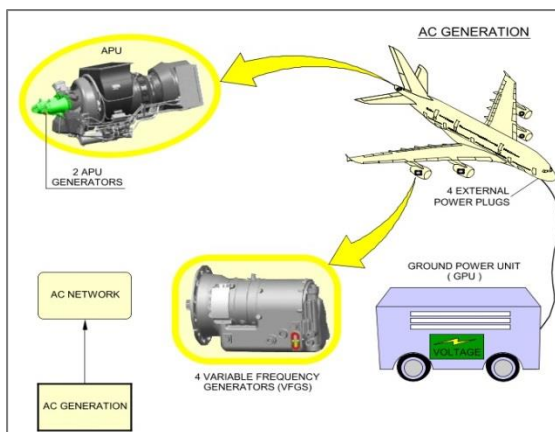 AC GENERATION
APU
2 APU
GENERATORS
4 EXTERNAL
POWER PLUGS
GROUND POWER UNIT
( GPU )
VOLTAGE
AC NETWORK
4 VARIABLE FREQUENCY
GENERATORS (VFGS)
AC GENERATION